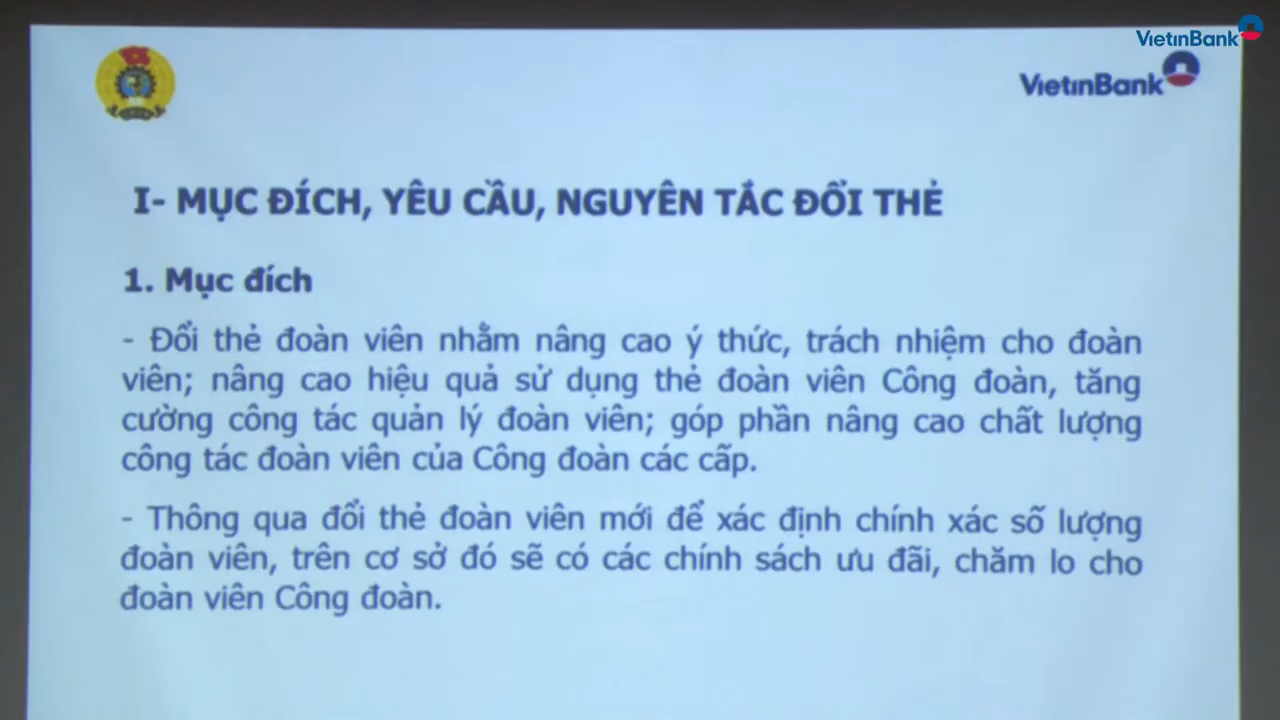 VietinBank
VietinBank
I- MỤC ĐÍCH, YÊU CẦU, NGUYÊN TẮC ĐỔI THẺ
1. Mục đích
- Đổi thẻ đoàn viên nhằm nâng cao ý thức, trách nhiệm cho đoàn
viên; nâng cao hiệu quả sử dụng thẻ đoàn viên Công đoàn, tăng
cường công tác quản lý đoàn viên; góp phần nâng cao chất lượng
công tác đoàn viên của Công đoàn các cấp.
- Thông qua đổi thẻ đoàn viên mới để xác định chính xác số lượng
đoàn viên, trên cơ sở đó sẽ có các chính sách ưu đãi, chăm lo cho
đoàn viên Công đoàn.